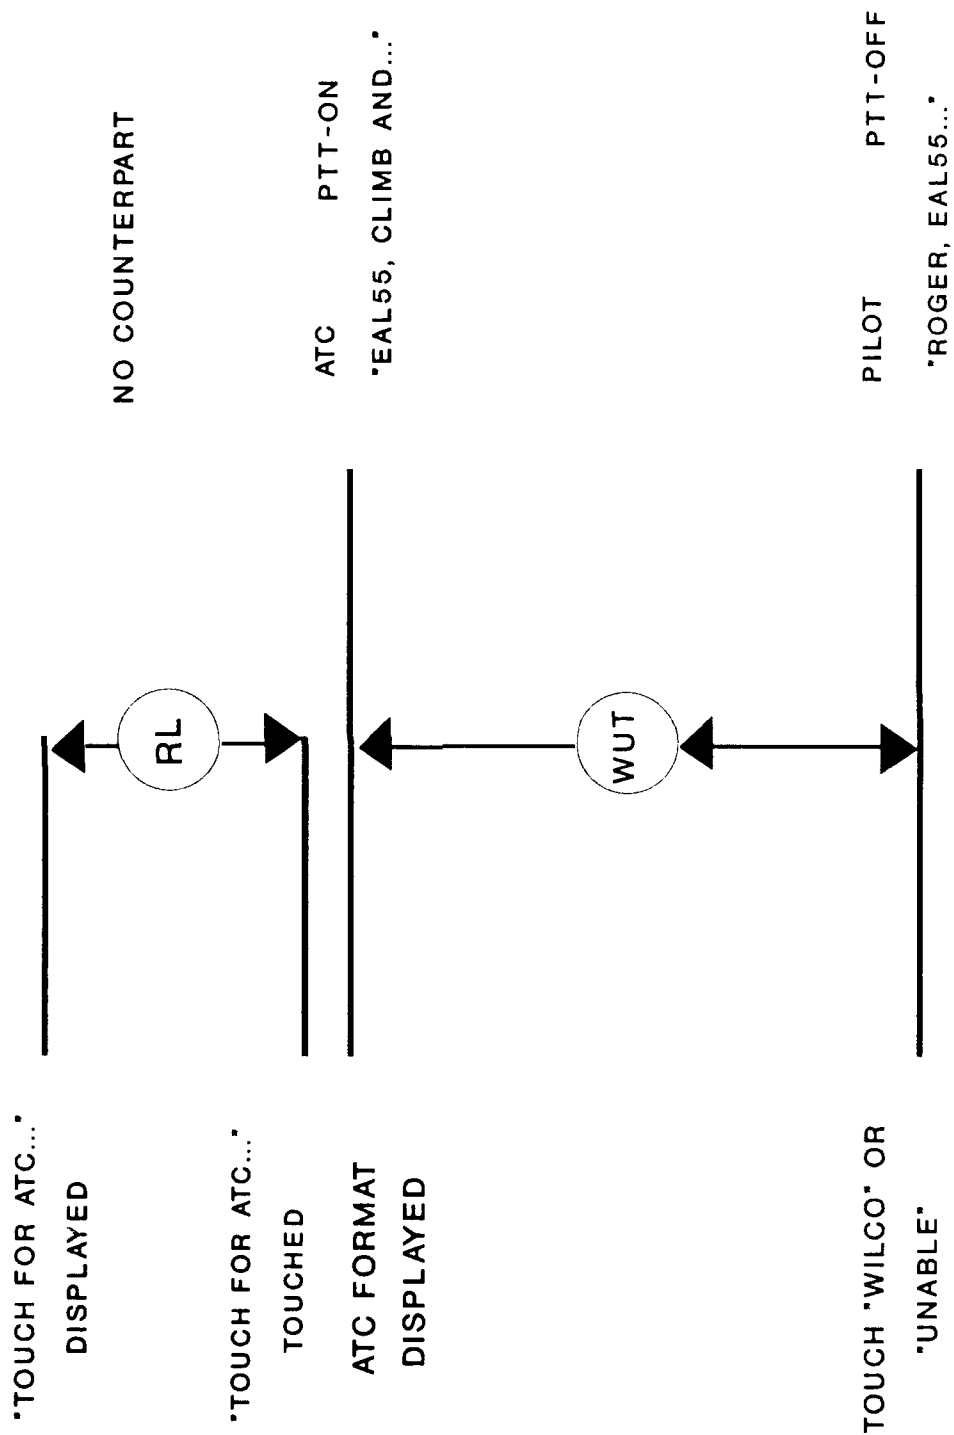 "TOUCH FOR ATC..."
DISPLAYED
"TOUCH FOR ATC..."
TOUCHED
ATC FORMAT
DISPLAYED
TOUCH "WILCO" OR
"UNABLE"
RL
WUT
NO COUNTERPART
ATC PTT-ON
"EAL55, CLIMB AND..."
PILOT PTT-OFF
"ROGER, EAL55..."